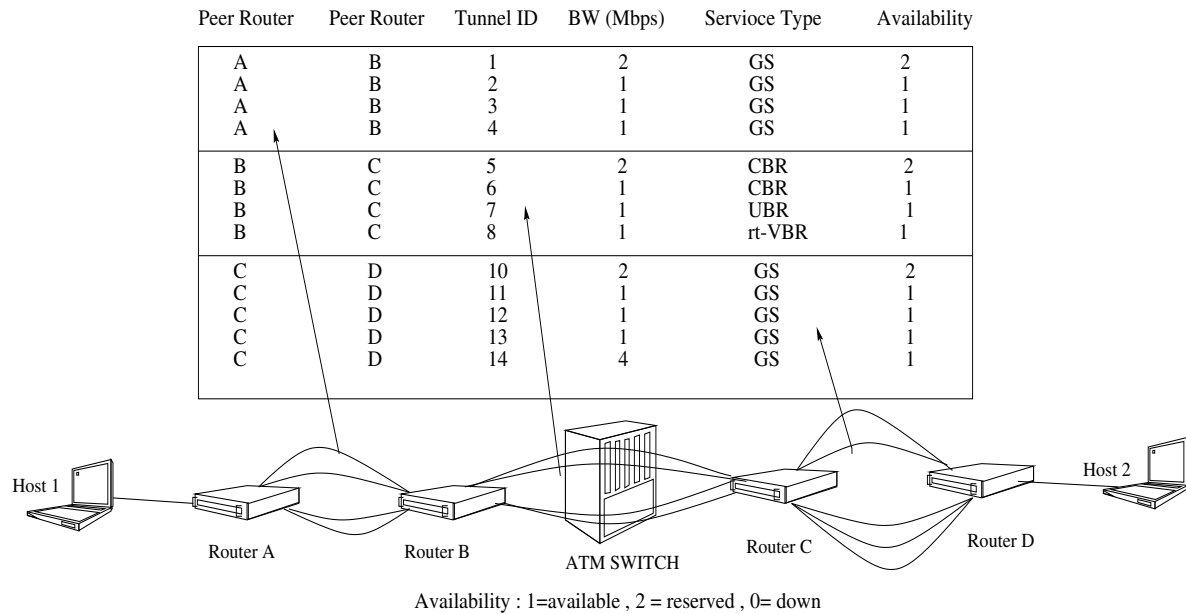 Peer Router Peer Router Tunnel ID BW (Mbps) Servioce Type Availability
A B 1 2 GS 2
A B 2 1 GS 1
A B 3 1 GS 1
A B 4 1 GS 1
B C 5 2 CBR 2
B C 6 1 CBR 1
B C 7 1 UBR 1
B C 8 1 rt-VBR 1
C D 10 2 GS 2
C D 11 1 GS 1
C D 12 1 GS 1
C D 13 1 GS 1
C D 14 4 GS 1
Host 1
Host 2
Router A
Router B
ATM SWITCH
Router C
Router D
Availability : 1=available , 2 = reserved , 0= down